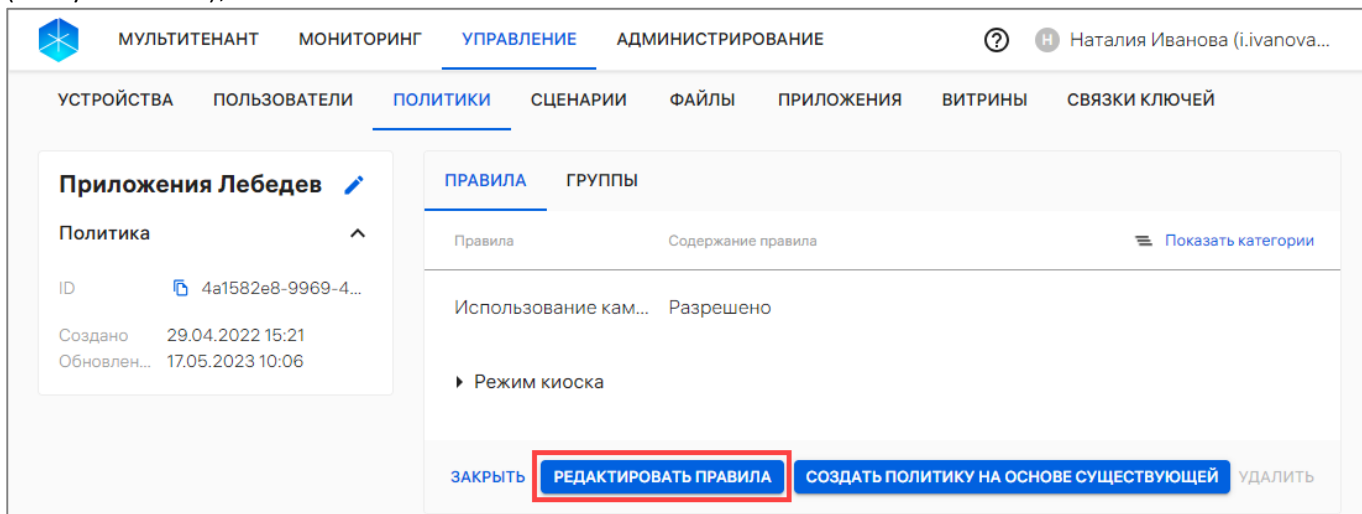 МУЛЬТИТЕНАНТ МОНИТОРИНГ УПРАВЛЕНИЕ АДМИНИСТРИРОВАНИЕ ? Н Наталия Иванова (i.ivanova...
УСТРОЙСТВА ПОЛЬЗОВАТЕЛИ ПОЛИТИКИ СЦЕНАРИИ ФАЙЛЫ ПРИЛОЖЕНИЯ ВИТРИНЫ СВЯЗКИ КЛЮЧЕЙ
Приложения Лебедев
Политика
ID 4a1582e8-9969-4...
Создано 29.04.2022 15:21
Обновлен... 17.05.2023 10:06
ПРАВИЛА ГРУППЫ
Правила Содержание правила Показать категории
Использование кам... Разрешено
Режим киоска
ЗАКРЫТЬ РЕДАКТИРОВАТЬ ПРАВИЛА СОЗДАТЬ ПОЛИТИКУ НА ОСНОВЕ СУЩЕСТВУЮЩЕЙ УДАЛИТЬ